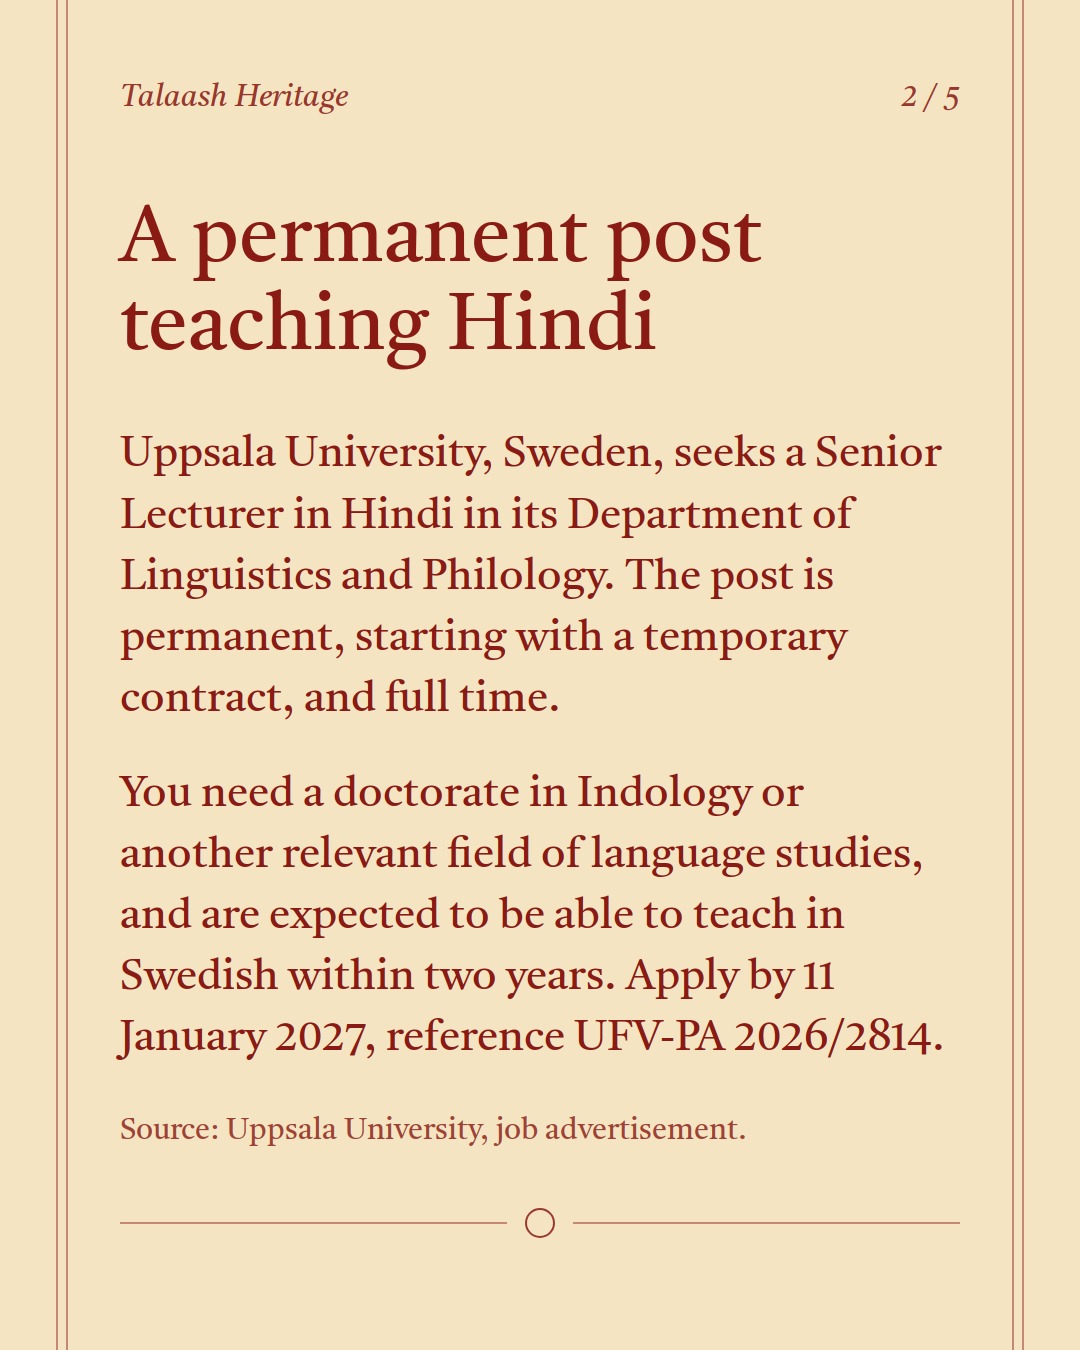 Talaash Heritage
2 / 5
A permanent post
teaching Hindi
Uppsala University, Sweden, seeks a Senior
Lecturer in Hindi in its Department of
Linguistics and Philology. The post is
permanent, starting with a temporary
contract, and full time.
You need a doctorate in Indology or
another relevant field of language studies,
and are expected to be able to teach in
Swedish within two years. Apply by 11
January 2027, reference UFV-PA 2026/2814.
Source: Uppsala University, job advertisement.